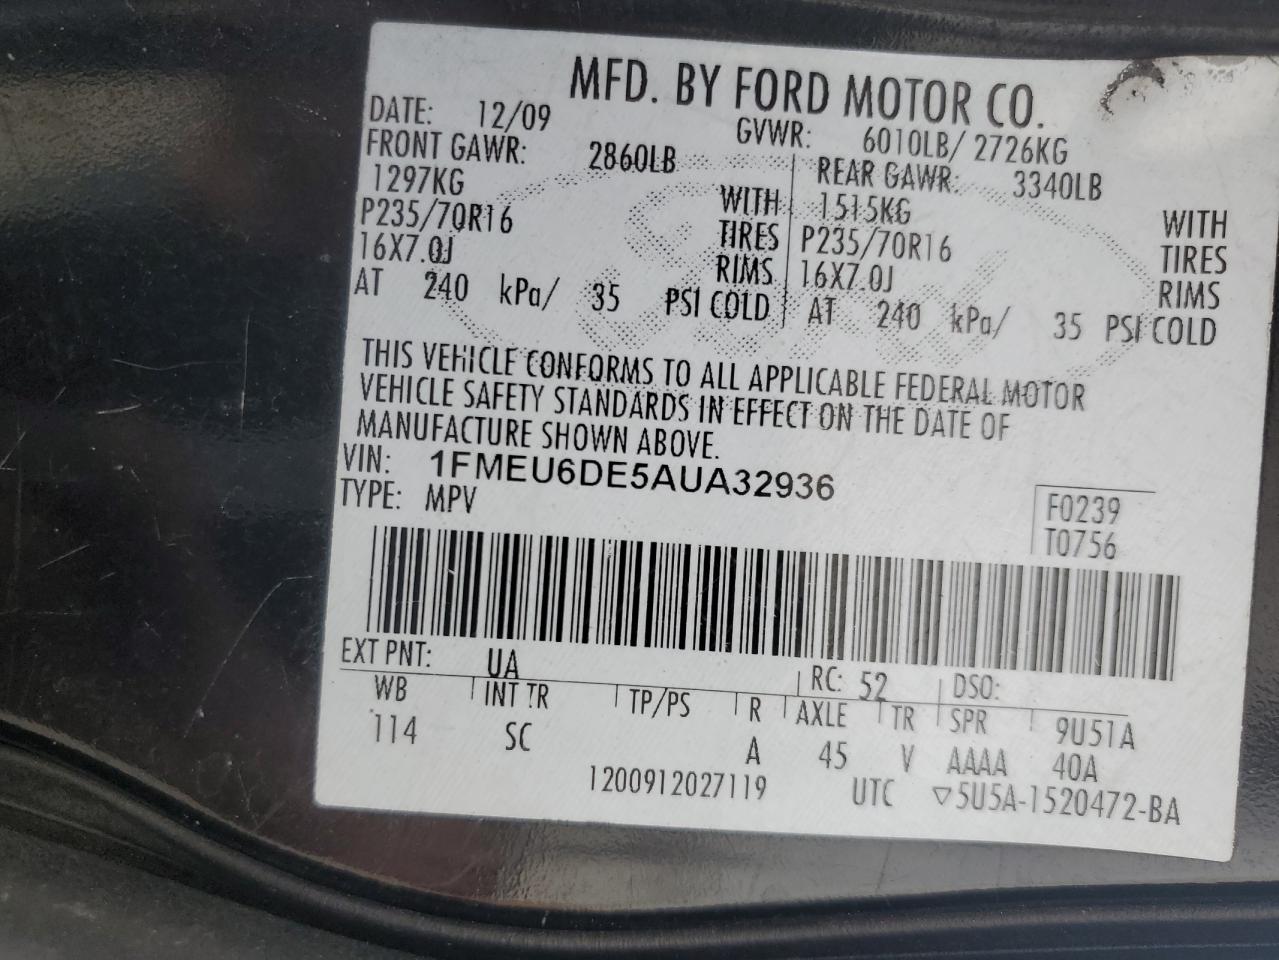 MFD. BY FORD MOTOR CO.
DATE: 12/09 GVWR: 6010LB/ 2726KG
FRONT GAWR: 2860LB REAR GAWR: 3340LB
1297KG WITH 1515KG WITH
P235/70R16 TIRES P235/70R16 TIRES
16X7.0J RIMS 16X7.0J RIMS
AT 240 kPa/ 35 PSI COLD AT 240 kPa/ 35 PSI COLD
THIS VEHICLE CONFORMS TO ALL APPLICABLE FEDERAL MOTOR
VEHICLE SAFETY STANDARDS IN EFFECT ON THE DATE OF
MANUFACTURE SHOWN ABOVE.
VIN: 1FMEU6DE5AUA32936
TYPE: MPV
F0239
T0756
EXT PNT: UA RC: 52 DSO:
WB INT TR TP/PS R AXLE TR SPR 9U51A
114 SC A 45 V AAAA 40A
1200912027119 UTC ▽5U5A-1520472-BA